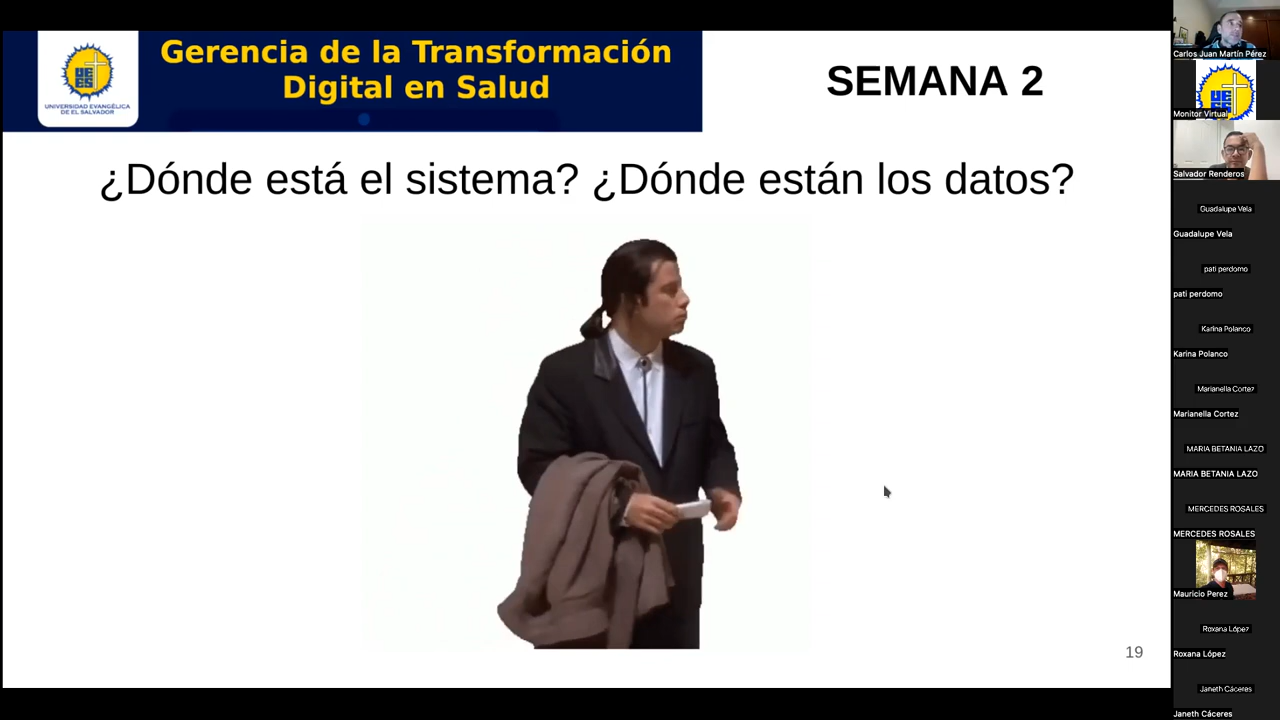 UNIVERSIDAD EVANGÉLICA
DE EL SALVADOR
Gerencia de la Transformación
Digital en Salud
SEMANA 2
¿Dónde está el sistema? ¿Dónde están los datos?
19
Carlos Juan Martín Pérez
UE
ES
Monitor Virtual
Salvador Renderos
Guadalupe Vela
Guadalupe Vela
pati perdomo
pati perdomo
Karina Polanco
Karina Polanco
Marianella Cortez
Marianella Cortez
MARIA BETANIA LAZO
MARIA BETANIA LAZO
MERCEDES ROSALES
MERCEDES ROSALES
Mauricio Perez
Roxana López
Roxana López
Janeth Cáceres
Janeth Cáceres